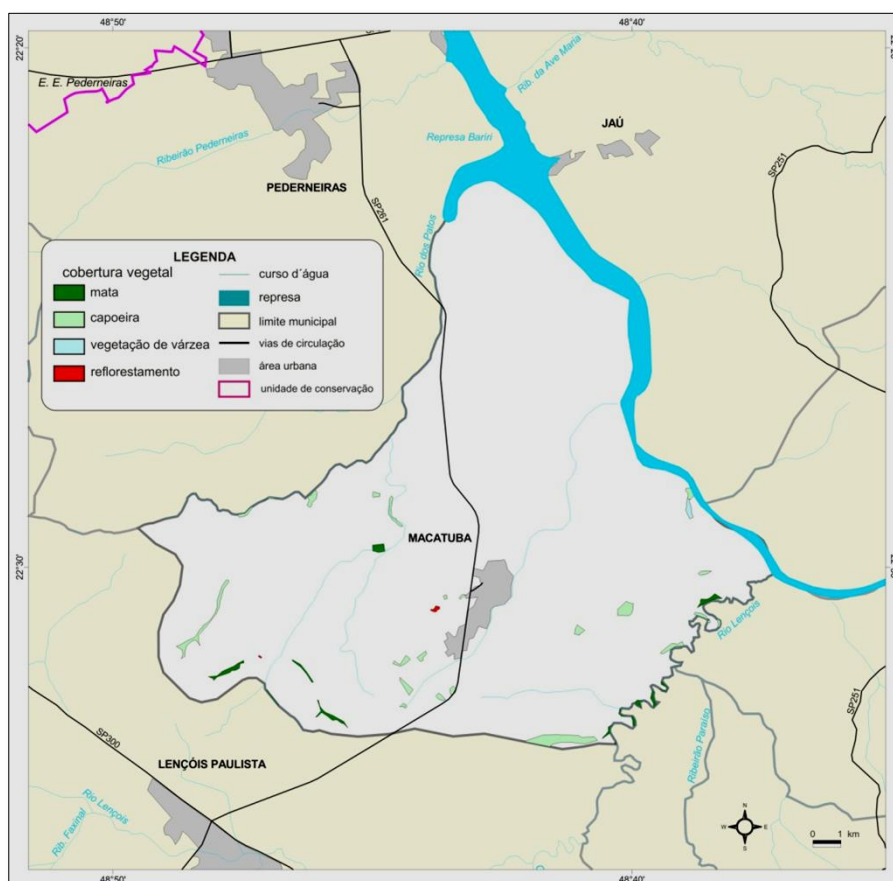 48°50'
48°40'
22°20'
E. E. Pederneiras
Rib. da Ave Maria
Ribeirão Pederneiras
Represa Bariri
JAÚ
PEDERNEIRAS
SP261
SP251
Rio dos Patos
LEGENDA
cobertura vegetal
mata
capoeira
vegetação de várzea
reflorestamento
curso d´água
represa
limite municipal
vias de circulação
área urbana
unidade de conservação
MACATUBA
22°30'
Rio Lençois
SP300
LENÇÓIS PAULISTA
Rio Lençois
Rib. Faxinal
Ribeirão Paraíso
SP251
N
W
E
S
0 1 km
48°50'
48°40'